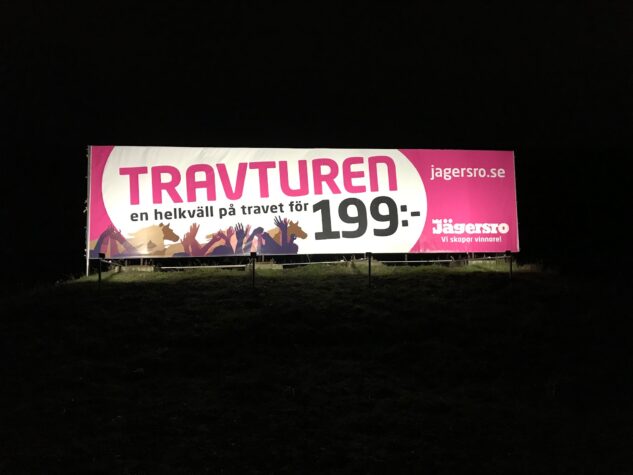 TRAVTUREN
en helkväll på travet för 199:-
jagersro.se
Jägersro
Vi skapar vinnare!